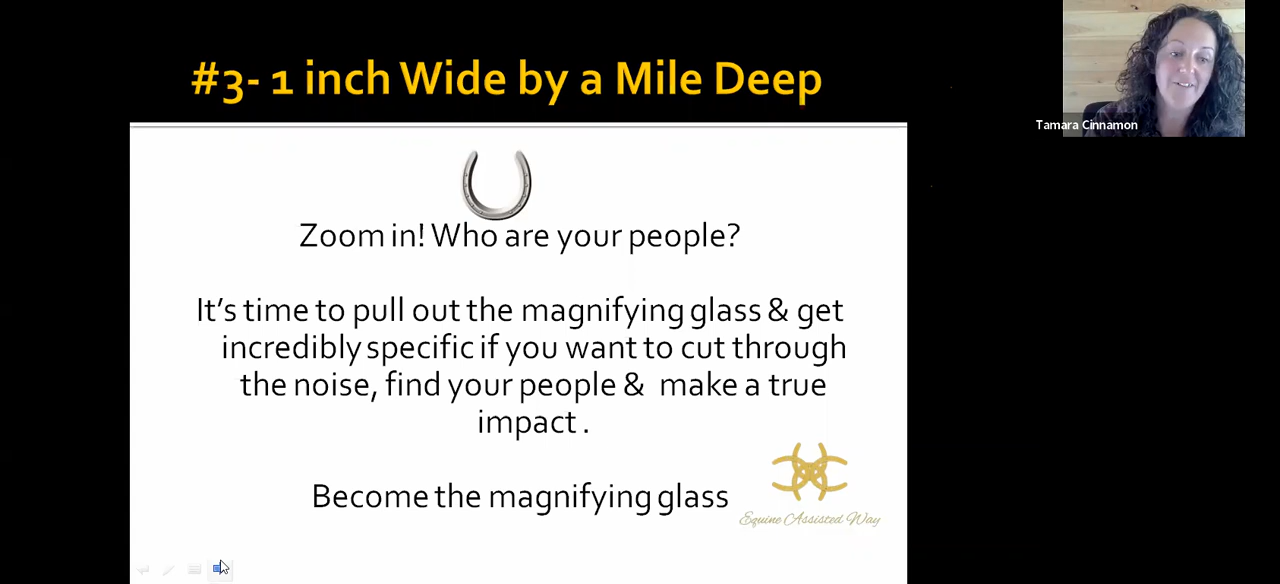 #3- 1 inch Wide by a Mile Deep
Tamara Cinnamon
Zoom in! Who are your people?
It's time to pull out the magnifying glass & get
incredibly specific if you want to cut through
the noise, find your people & make a true
impact .
Become the magnifying glass
Equine Assisted Way